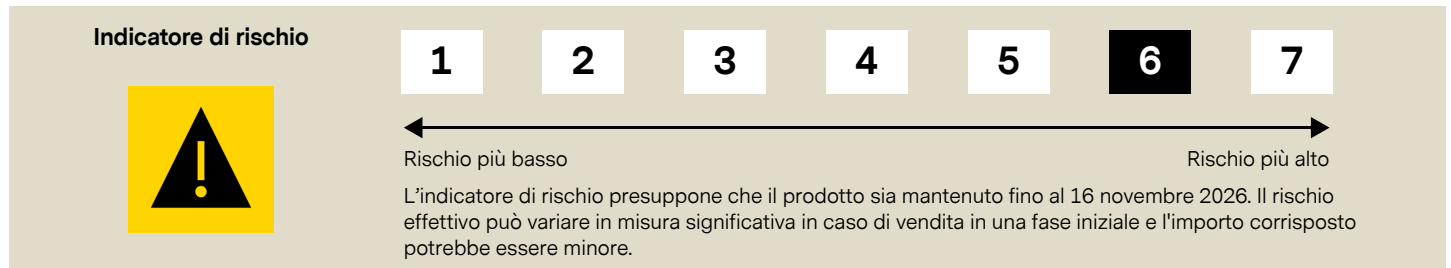 Indicatore di rischio
1 2 3 4 5 6 7
!
Rischio più basso Rischio più alto
L’indicatore di rischio presuppone che il prodotto sia mantenuto fino al 16 novembre 2026. Il rischio
effettivo può variare in misura significativa in caso di vendita in una fase iniziale e l'importo corrisposto
potrebbe essere minore.